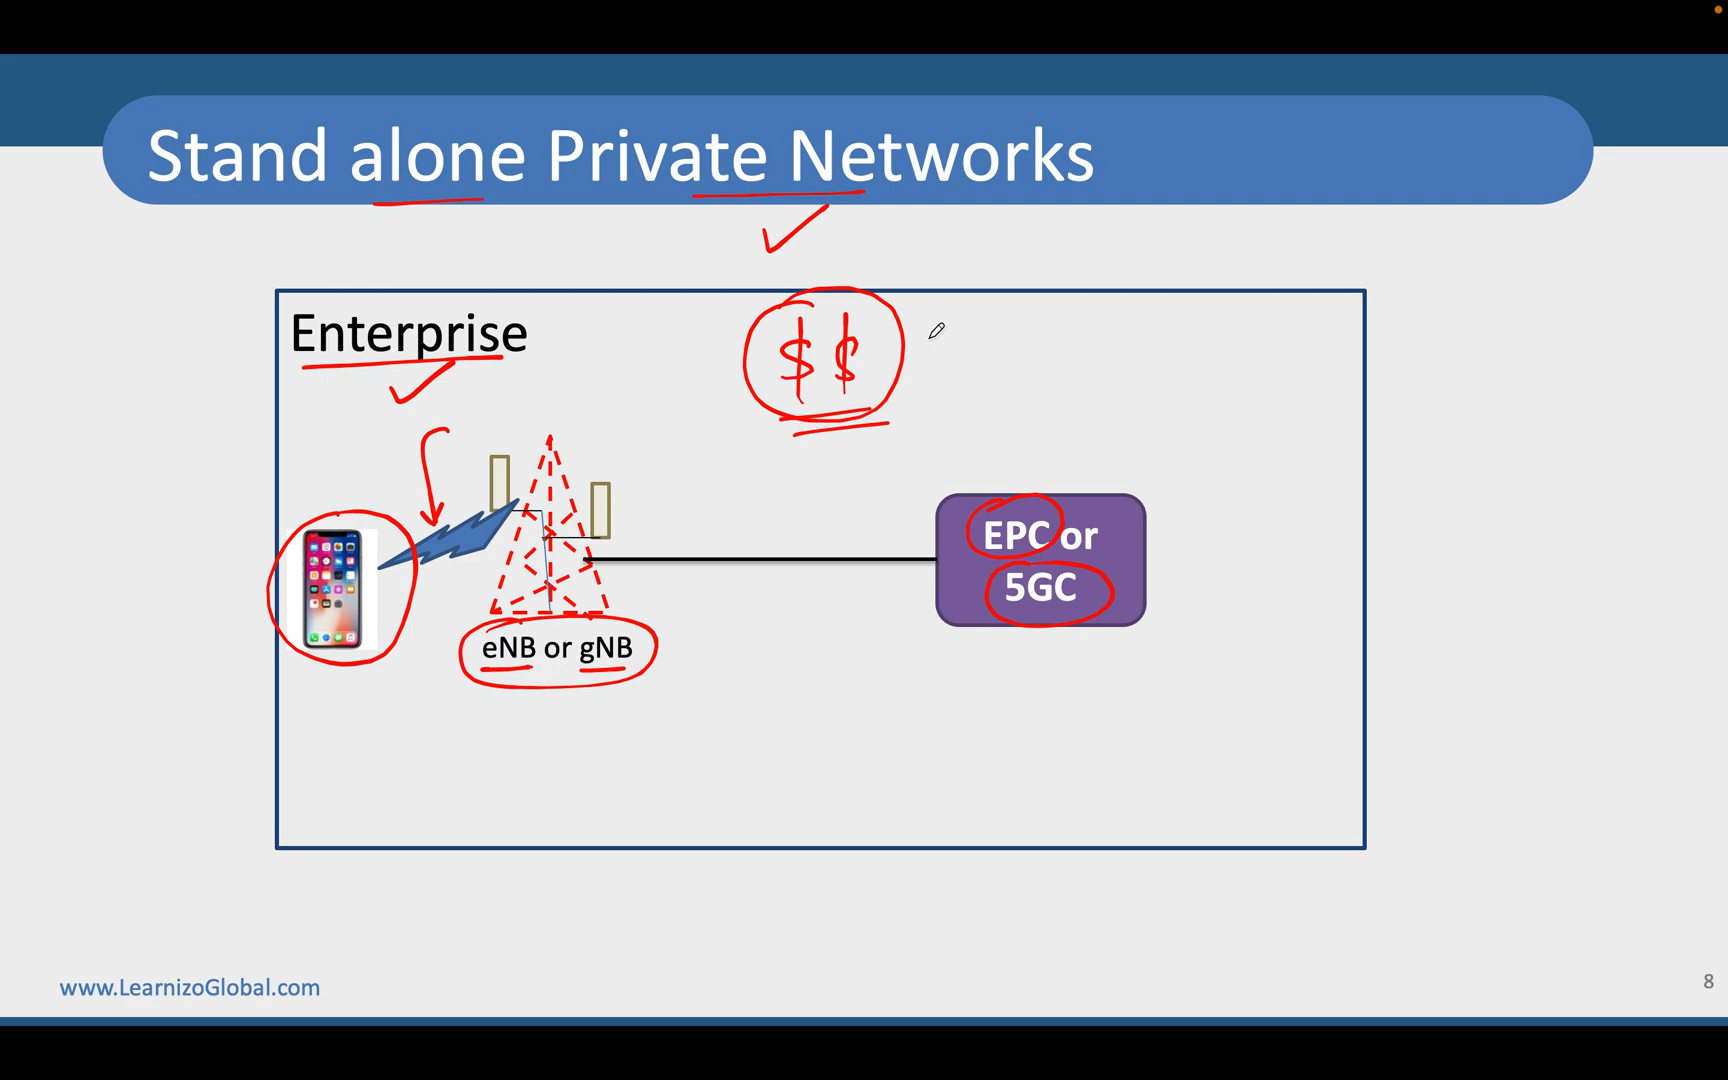 Stand alone Private Networks
Enterprise
$ $
EPC or
5GC
eNB or gNB
www.LearnizoGlobal.com
8